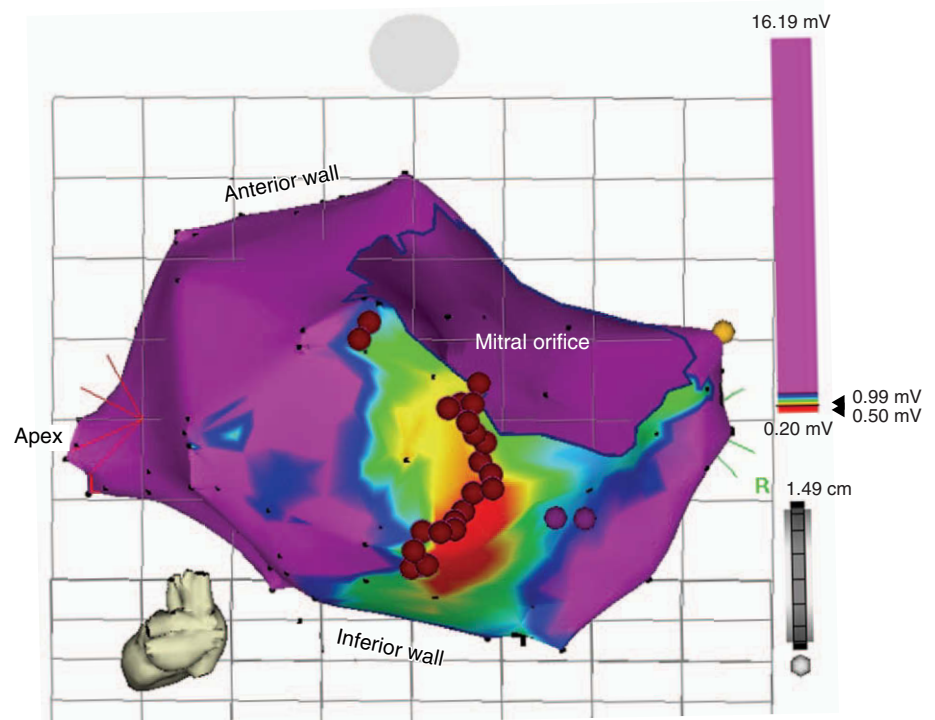 16.19 mV
Anterior wall
Mitral orifice
0.99 mV
0.50 mV
0.20 mV
Apex
R
1.49 cm
Inferior wall